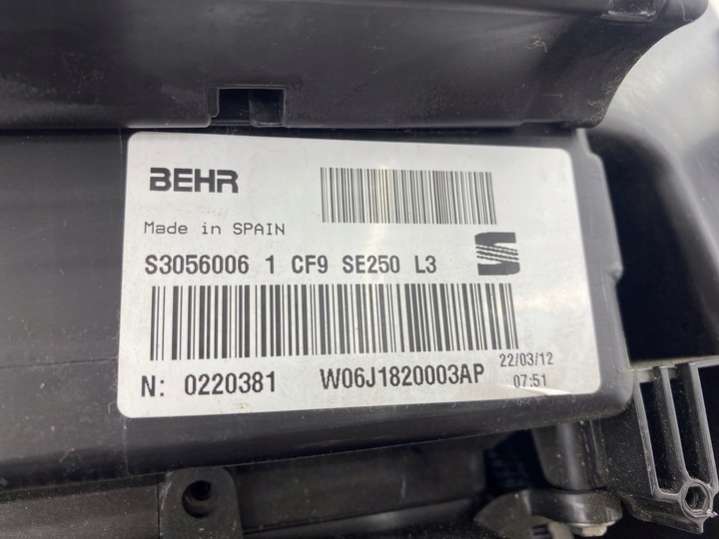 BEHR
Made in SPAIN
S3056006 1 CF9 SE250 L3
N: 0220381 W06J1820003AP 22/03/12
07:51